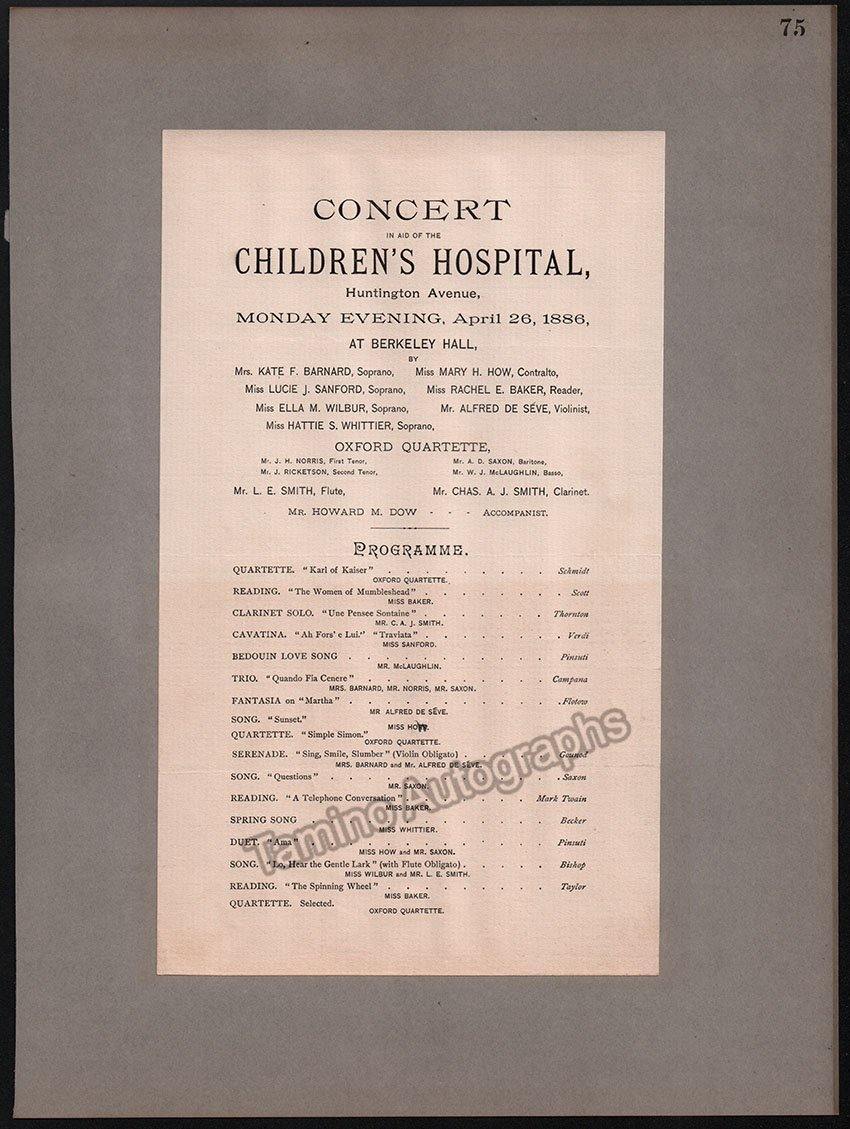 75
CONCERT
IN AID OF THE
CHILDREN'S HOSPITAL,
Huntington Avenue,
MONDAY EVENING, April 26, 1886,
AT BERKELEY HALL,
BY
Mrs. KATE F. BARNARD, Soprano, Miss MARY H. HOW, Contralto,
Miss LUCIE J. SANFORD, Soprano, Miss RACHEL E. BAKER, Reader,
Miss ELLA M. WILBUR, Soprano, Mr. ALFRED DE SÉVE, Violinist,
Miss HATTIE S. WHITTIER, Soprano,
OXFORD QUARTETTE,
Mr. J. H. NORRIS, First Tenor, Mr. A. D. SAXON, Baritone,
Mr. J. RICKETSON, Second Tenor, Mr. W. J. McLAUGHLIN, Basso,
Mr. L. E. SMITH, Flute, Mr. CHAS. A. J. SMITH, Clarinet.
MR. HOWARD M. DOW - - - ACCOMPANIST.
PROGRAMME.
QUARTETTE. "Karl of Kaiser" . . . . . . . . . Schmidt
OXFORD QUARTETTE.
READING. "The Women of Mumbleshead" . . . . . . . Scott
MISS BAKER.
CLARINET SOLO. "Une Pensee Sontaine" . . . . . . . Thornton
MR. C. A. J. SMITH.
CAVATINA. "Ah Fors' e Lui." "Traviata" . . . . . . . Verdi
MISS SANFORD.
BEDOUIN LOVE SONG . . . . . . . . . . Pinsuti
MR. McLAUGHLIN.
TRIO. "Quando Fia Cenere" . . . . . . . . . Campana
MRS. BARNARD, MR. NORRIS, MR. SAXON.
FANTASIA on "Martha" . . . . . . . . . . Flotow
MR ALFRED DE SÉVE.
SONG. "Sunset."
MISS HOW.
QUARTETTE. "Simple Simon."
OXFORD QUARTETTE.
SERENADE. "Sing, Smile, Slumber" (Violin Obligato) . . . . . Gounod
MRS. BARNARD and Mr. ALFRED DE SÉVE.
SONG. "Questions" . . . . . . . . . . Saxon
MR. SAXON.
READING. "A Telephone Conversation" . . . . . . . Mark Twain
MISS BAKER.
SPRING SONG . . . . . . . . . . . Becker
MISS WHITTIER.
DUET. "Ama" . . . . . . . . . . . Pinsuti
MISS HOW and MR. SAXON.
SONG. "Lo, Hear the Gentle Lark" (with Flute Obligato) . . . . . Bishop
MISS WILBUR and MR. L. E. SMITH.
READING. "The Spinning Wheel" . . . . . . . . Taylor
MISS BAKER.
QUARTETTE. Selected.
OXFORD QUARTETTE.
Tamino Autographs